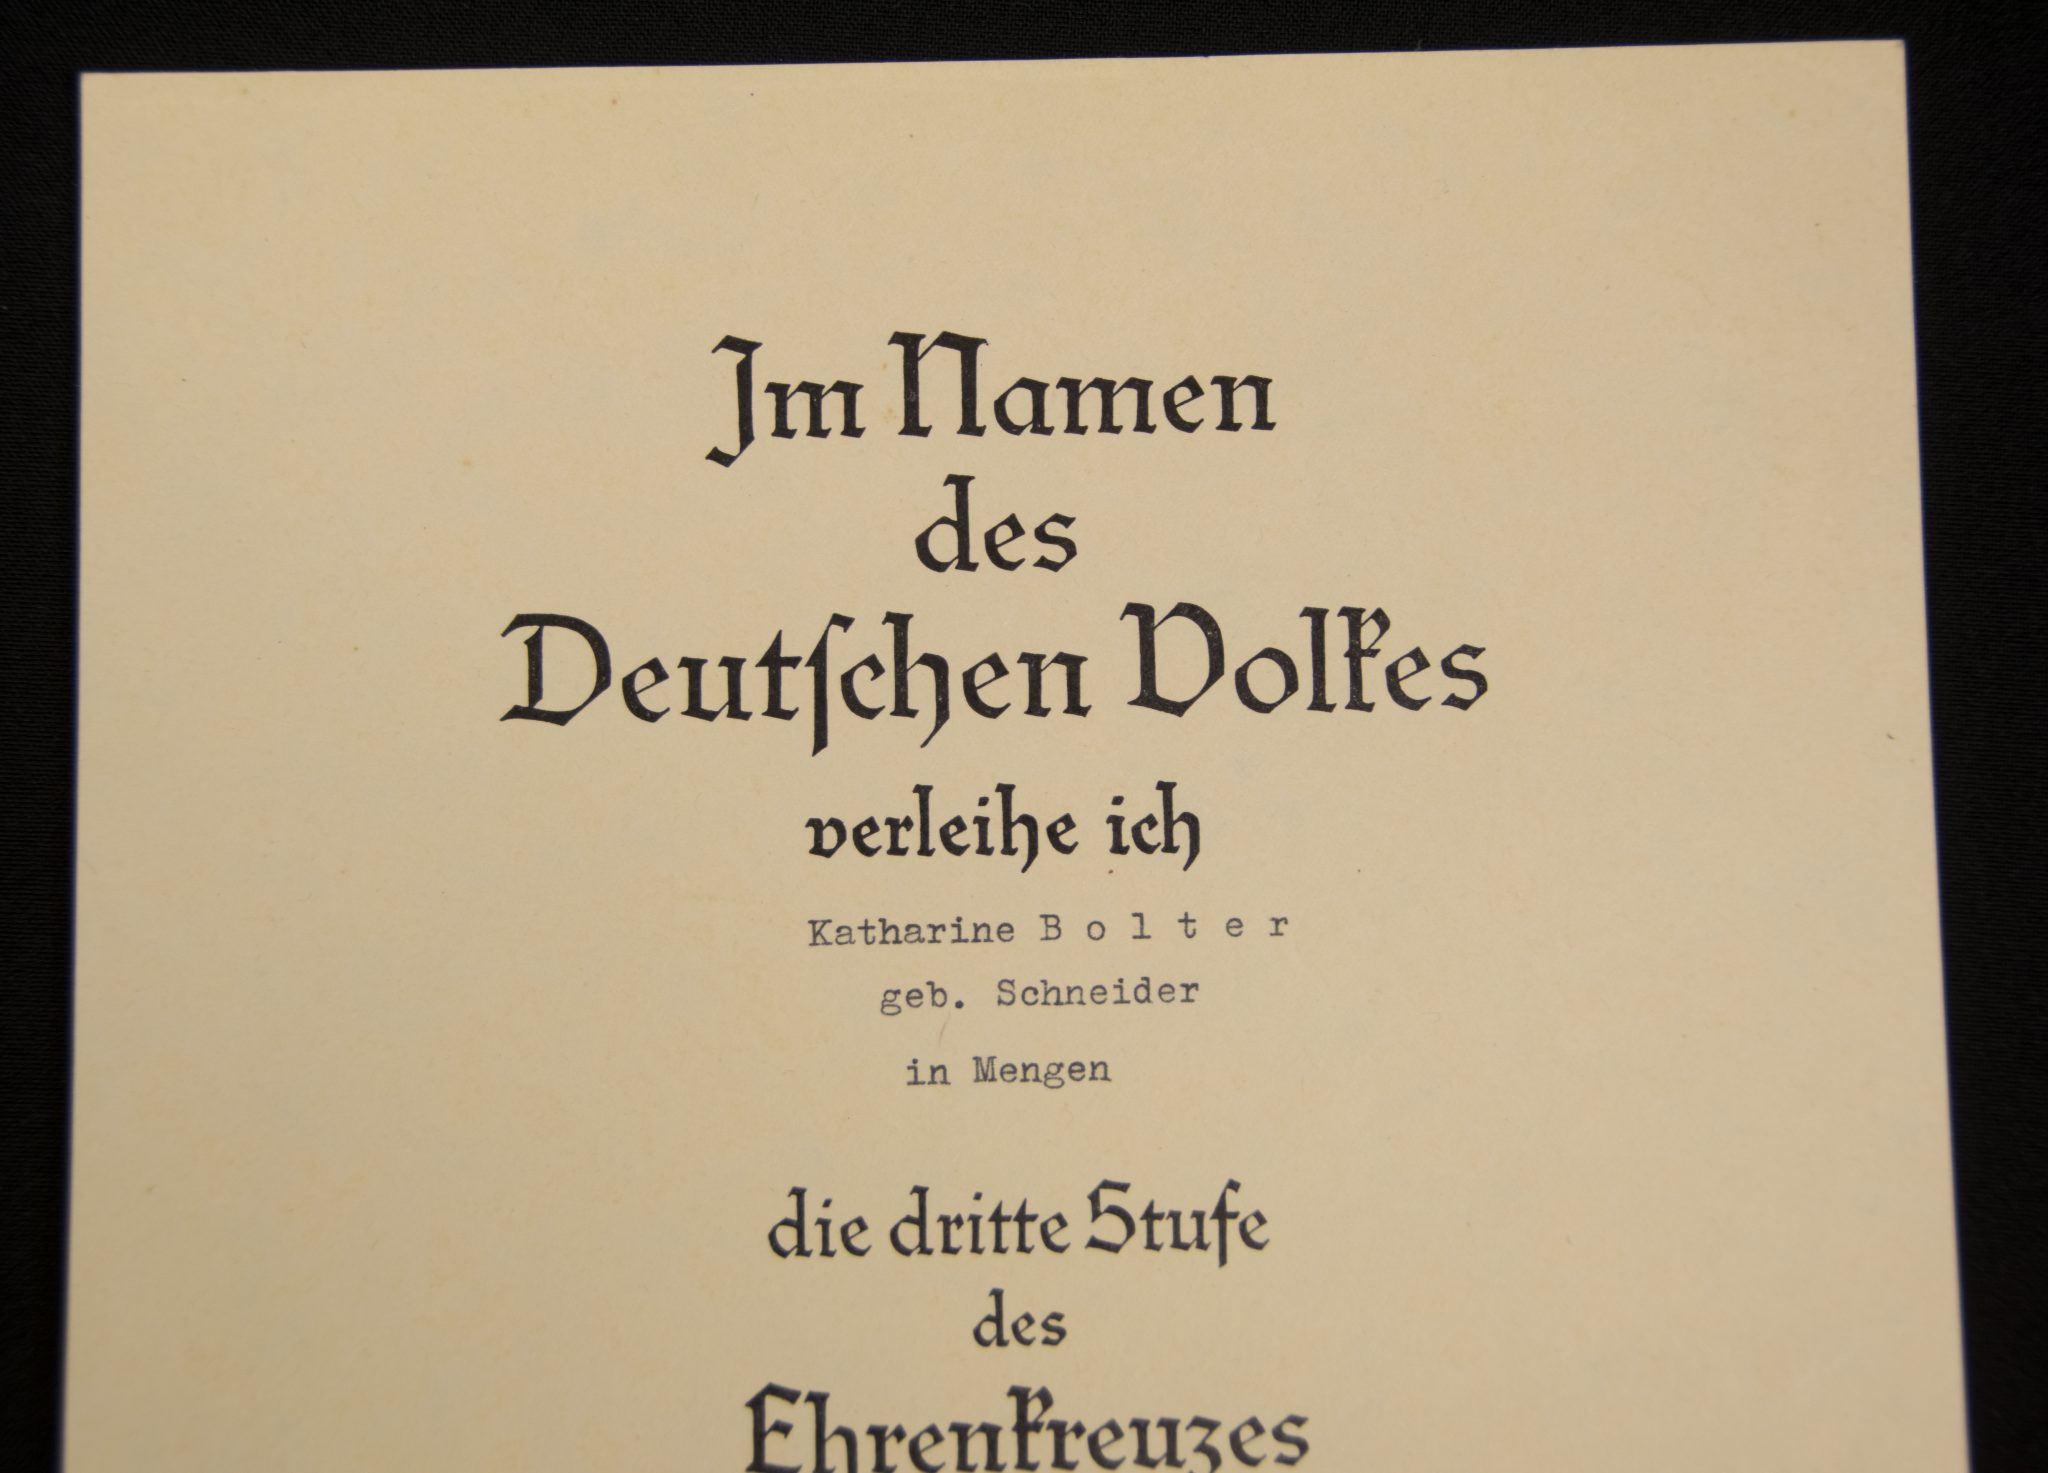 Im Namen
des
Deutſchen Volkes
verleihe ich
Katharine B o l t e r
geb. Schneider
in Mengen
die dritte Stufe
des
Ehrenkreuzes